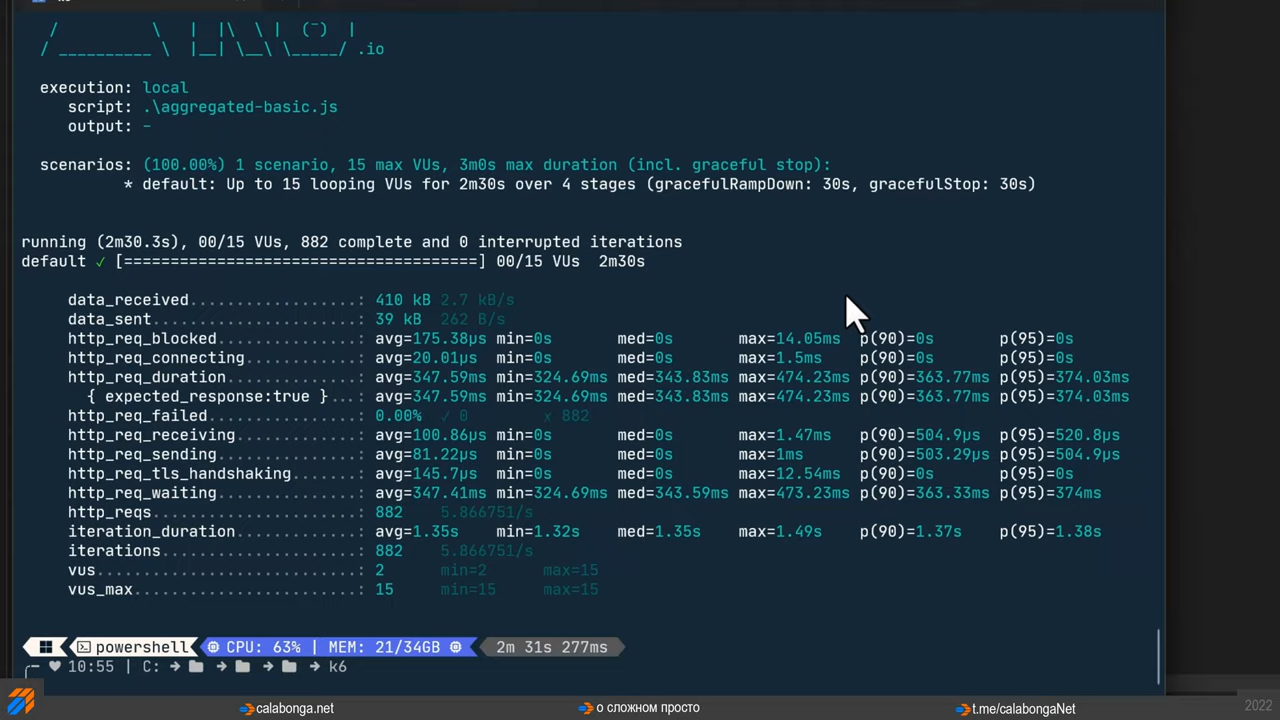 / \ | |\ \ | (‾) |
/ __________ \ |__| \__\ \_____/ .io
execution: local
script: .\aggregated-basic.js
output: -
scenarios: (100.00%) 1 scenario, 15 max VUs, 3m0s max duration (incl. graceful stop):
* default: Up to 15 looping VUs for 2m30s over 4 stages (gracefulRampDown: 30s, gracefulStop: 30s)
running (2m30.3s), 00/15 VUs, 882 complete and 0 interrupted iterations
default ✓ [======================================] 00/15 VUs 2m30s
data_received..................: 410 kB 2.7 kB/s
data_sent......................: 39 kB 262 B/s
http_req_blocked...............: avg=175.38µs min=0s med=0s max=14.05ms p(90)=0s p(95)=0s
http_req_connecting............: avg=20.01µs min=0s med=0s max=1.5ms p(90)=0s p(95)=0s
http_req_duration..............: avg=347.59ms min=324.69ms med=343.83ms max=474.23ms p(90)=363.77ms p(95)=374.03ms
{ expected_response:true }...: avg=347.59ms min=324.69ms med=343.83ms max=474.23ms p(90)=363.77ms p(95)=374.03ms
http_req_failed................: 0.00% ✓ 0 x 882
http_req_receiving.............: avg=100.86µs min=0s med=0s max=1.47ms p(90)=504.9µs p(95)=520.8µs
http_req_sending...............: avg=81.22µs min=0s med=0s max=1ms p(90)=503.29µs p(95)=504.9µs
http_req_tls_handshaking.......: avg=145.7µs min=0s med=0s max=12.54ms p(90)=0s p(95)=0s
http_req_waiting...............: avg=347.41ms min=324.69ms med=343.59ms max=473.23ms p(90)=363.33ms p(95)=374ms
http_reqs......................: 882 5.866751/s
iteration_duration.............: avg=1.35s min=1.32s med=1.35s max=1.49s p(90)=1.37s p(95)=1.38s
iterations.....................: 882 5.866751/s
vus............................: 2 min=2 max=15
vus_max........................: 15 min=15 max=15
powershell CPU: 63% | MEM: 21/34GB 2m 31s 277ms
10:55 | C: → → → → k6
calabonga.net о сложном просто t.me/calabongaNet 2022